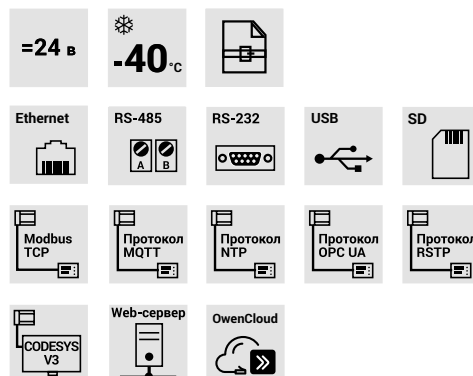 =24 в
-40°C
Ethernet
RS-485
RS-232
USB
SD
A B
Modbus
TCP
Протокол
MQTT
Протокол
NTP
Протокол
OPC UA
Протокол
RSTP
CODESYS
V3
Web-сервер
OwenCloud